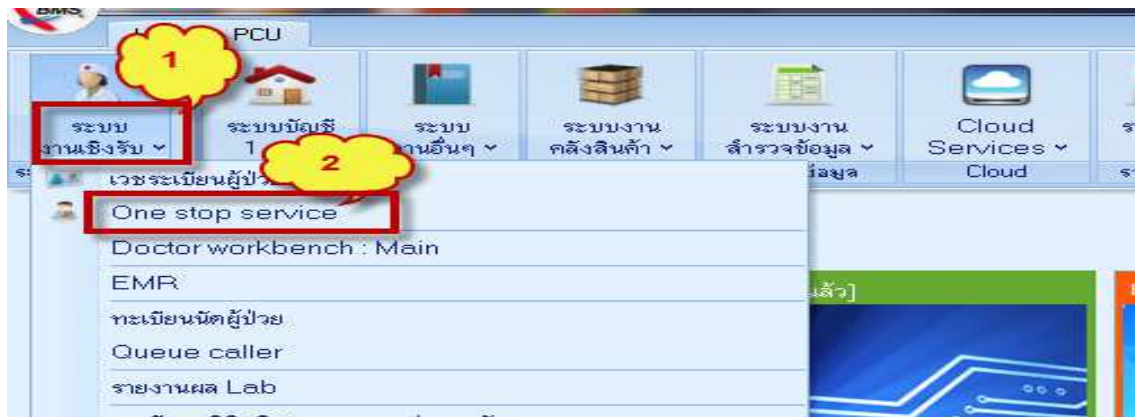 BMS
PCU
1
ระบบ
งานเชิงรับ
ระบบบัญชี
1
ระบบ
งานอื่นๆ
ระบบงาน
คลังสินค้า
ระบบงาน
สำรวจข้อมูล
Cloud
Services
Cloud
2
เวชระเบียนผู้ป่วย
One stop service
Doctor workbench : Main
EMR
แล้ว]
ทะเบียนนัดผู้ป่วย
Queue caller
รายงานผล Lab